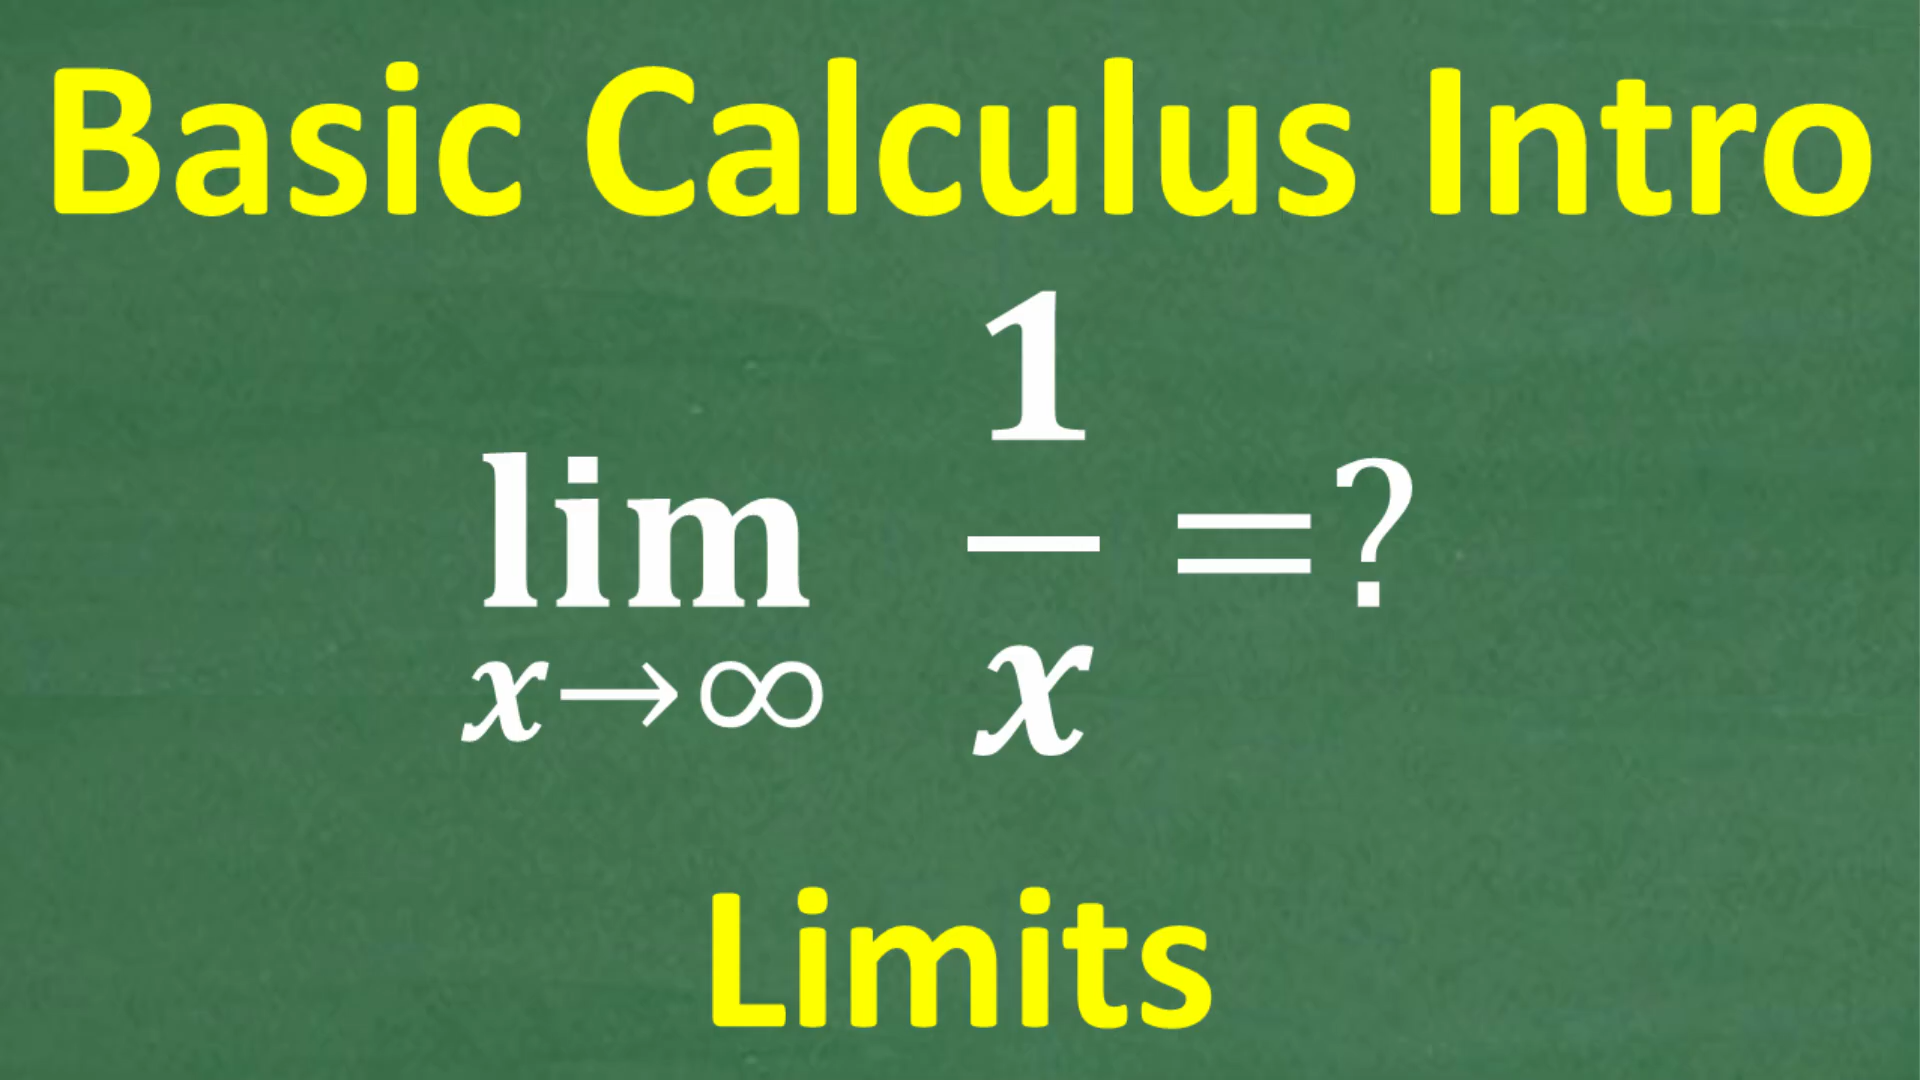 Basic Calculus Intro
lim x→∞ 1/x =?
Limits